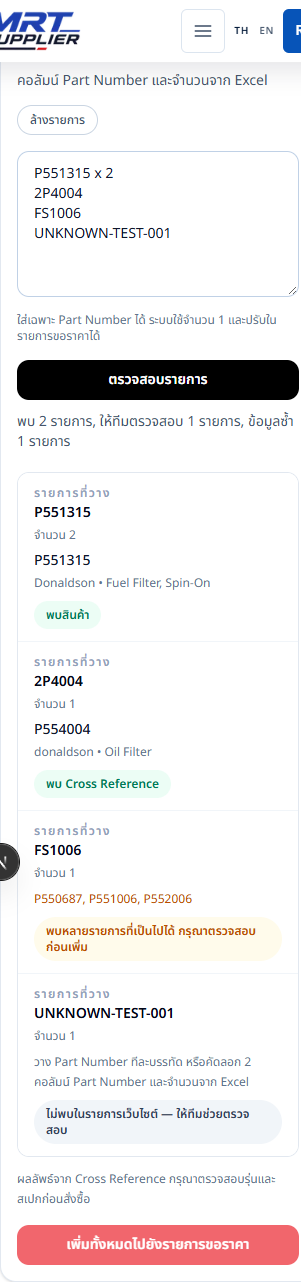 MRT
SUPPLIER
TH EN
คอลัมน์ Part Number และจำนวนจาก Excel
ล้างรายการ
P551315 x 2
2P4004
FS1006
UNKNOWN-TEST-001
ใส่เฉพาะ Part Number ได้ ระบบใช้จำนวน 1 และปรับใน
รายการขอราคาได้
ตรวจสอบรายการ
พบ 2 รายการ, ให้ทีมตรวจสอบ 1 รายการ, ข้อมูลซ้ำ
1 รายการ
รายการที่วาง
P551315
จำนวน 2
P551315
Donaldson • Fuel Filter, Spin-On
พบสินค้า
รายการที่วาง
2P4004
จำนวน 1
P554004
donaldson • Oil Filter
พบ Cross Reference
รายการที่วาง
FS1006
จำนวน 1
P550687, P551006, P552006
พบหลายรายการที่เป็นไปได้ กรุณาตรวจสอบ
ก่อนเพิ่ม
รายการที่วาง
UNKNOWN-TEST-001
จำนวน 1
วาง Part Number ทีละบรรทัด หรือคัดลอก 2
คอลัมน์ Part Number และจำนวนจาก Excel
ไม่พบในรายการเว็บไซต์ — ให้ทีมช่วยตรวจ
สอบ
ผลลัพธ์จาก Cross Reference กรุณาตรวจสอบรุ่นและ
สเปกก่อนสั่งซื้อ
เพิ่มทั้งหมดไปยังรายการขอราคา